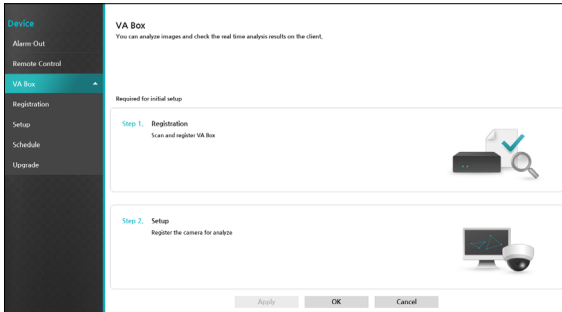 Device
Alarm-Out
Remote Control
VA Box
Registration
Setup
Schedule
Upgrade
VA Box
You can analyze images and check the real time analysis results on the client.
Required for initial setup
Step 1. Registration
Scan and register VA Box
Step 2. Setup
Register the camera for analyze
Apply OK Cancel